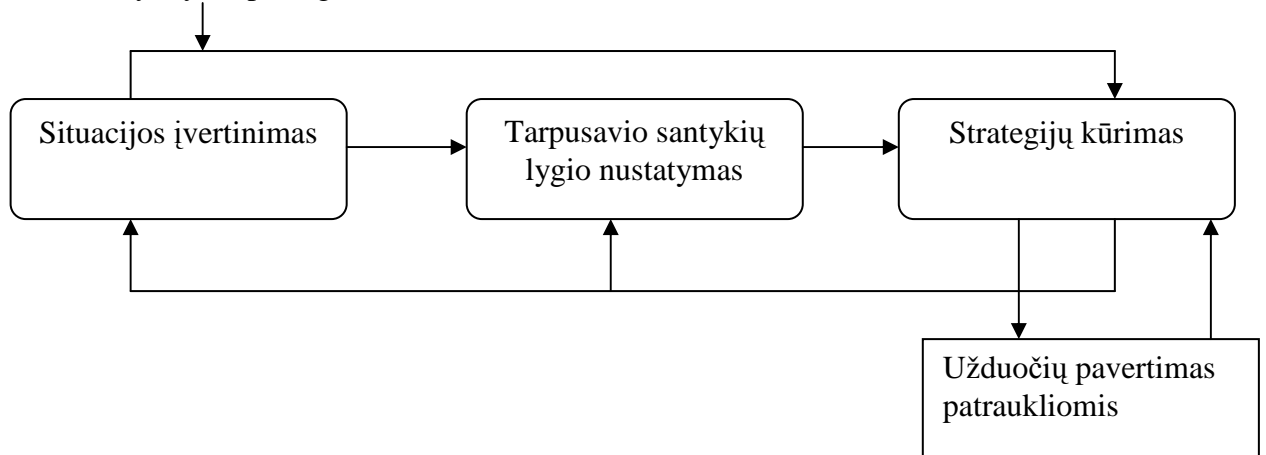 Situacijos įvertinimas
Tarpusavio santykių
lygio nustatymas
Strategijų kūrimas
Užduočių pavertimas
patraukliomis